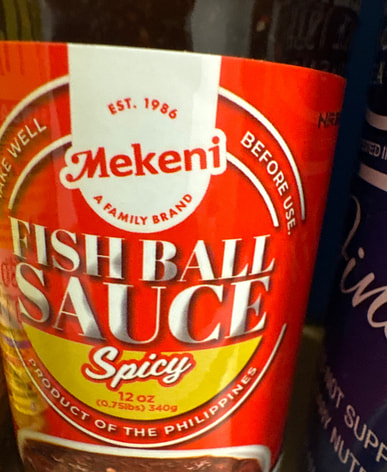 EST. 1986
Mekeni
A FAMILY BRAND
WELL
BEFORE USE.
FISH BALL
SAUCE
Spicy
12 oz
(0.75lbs) 340g
PRODUCT OF THE PHILIPPINES